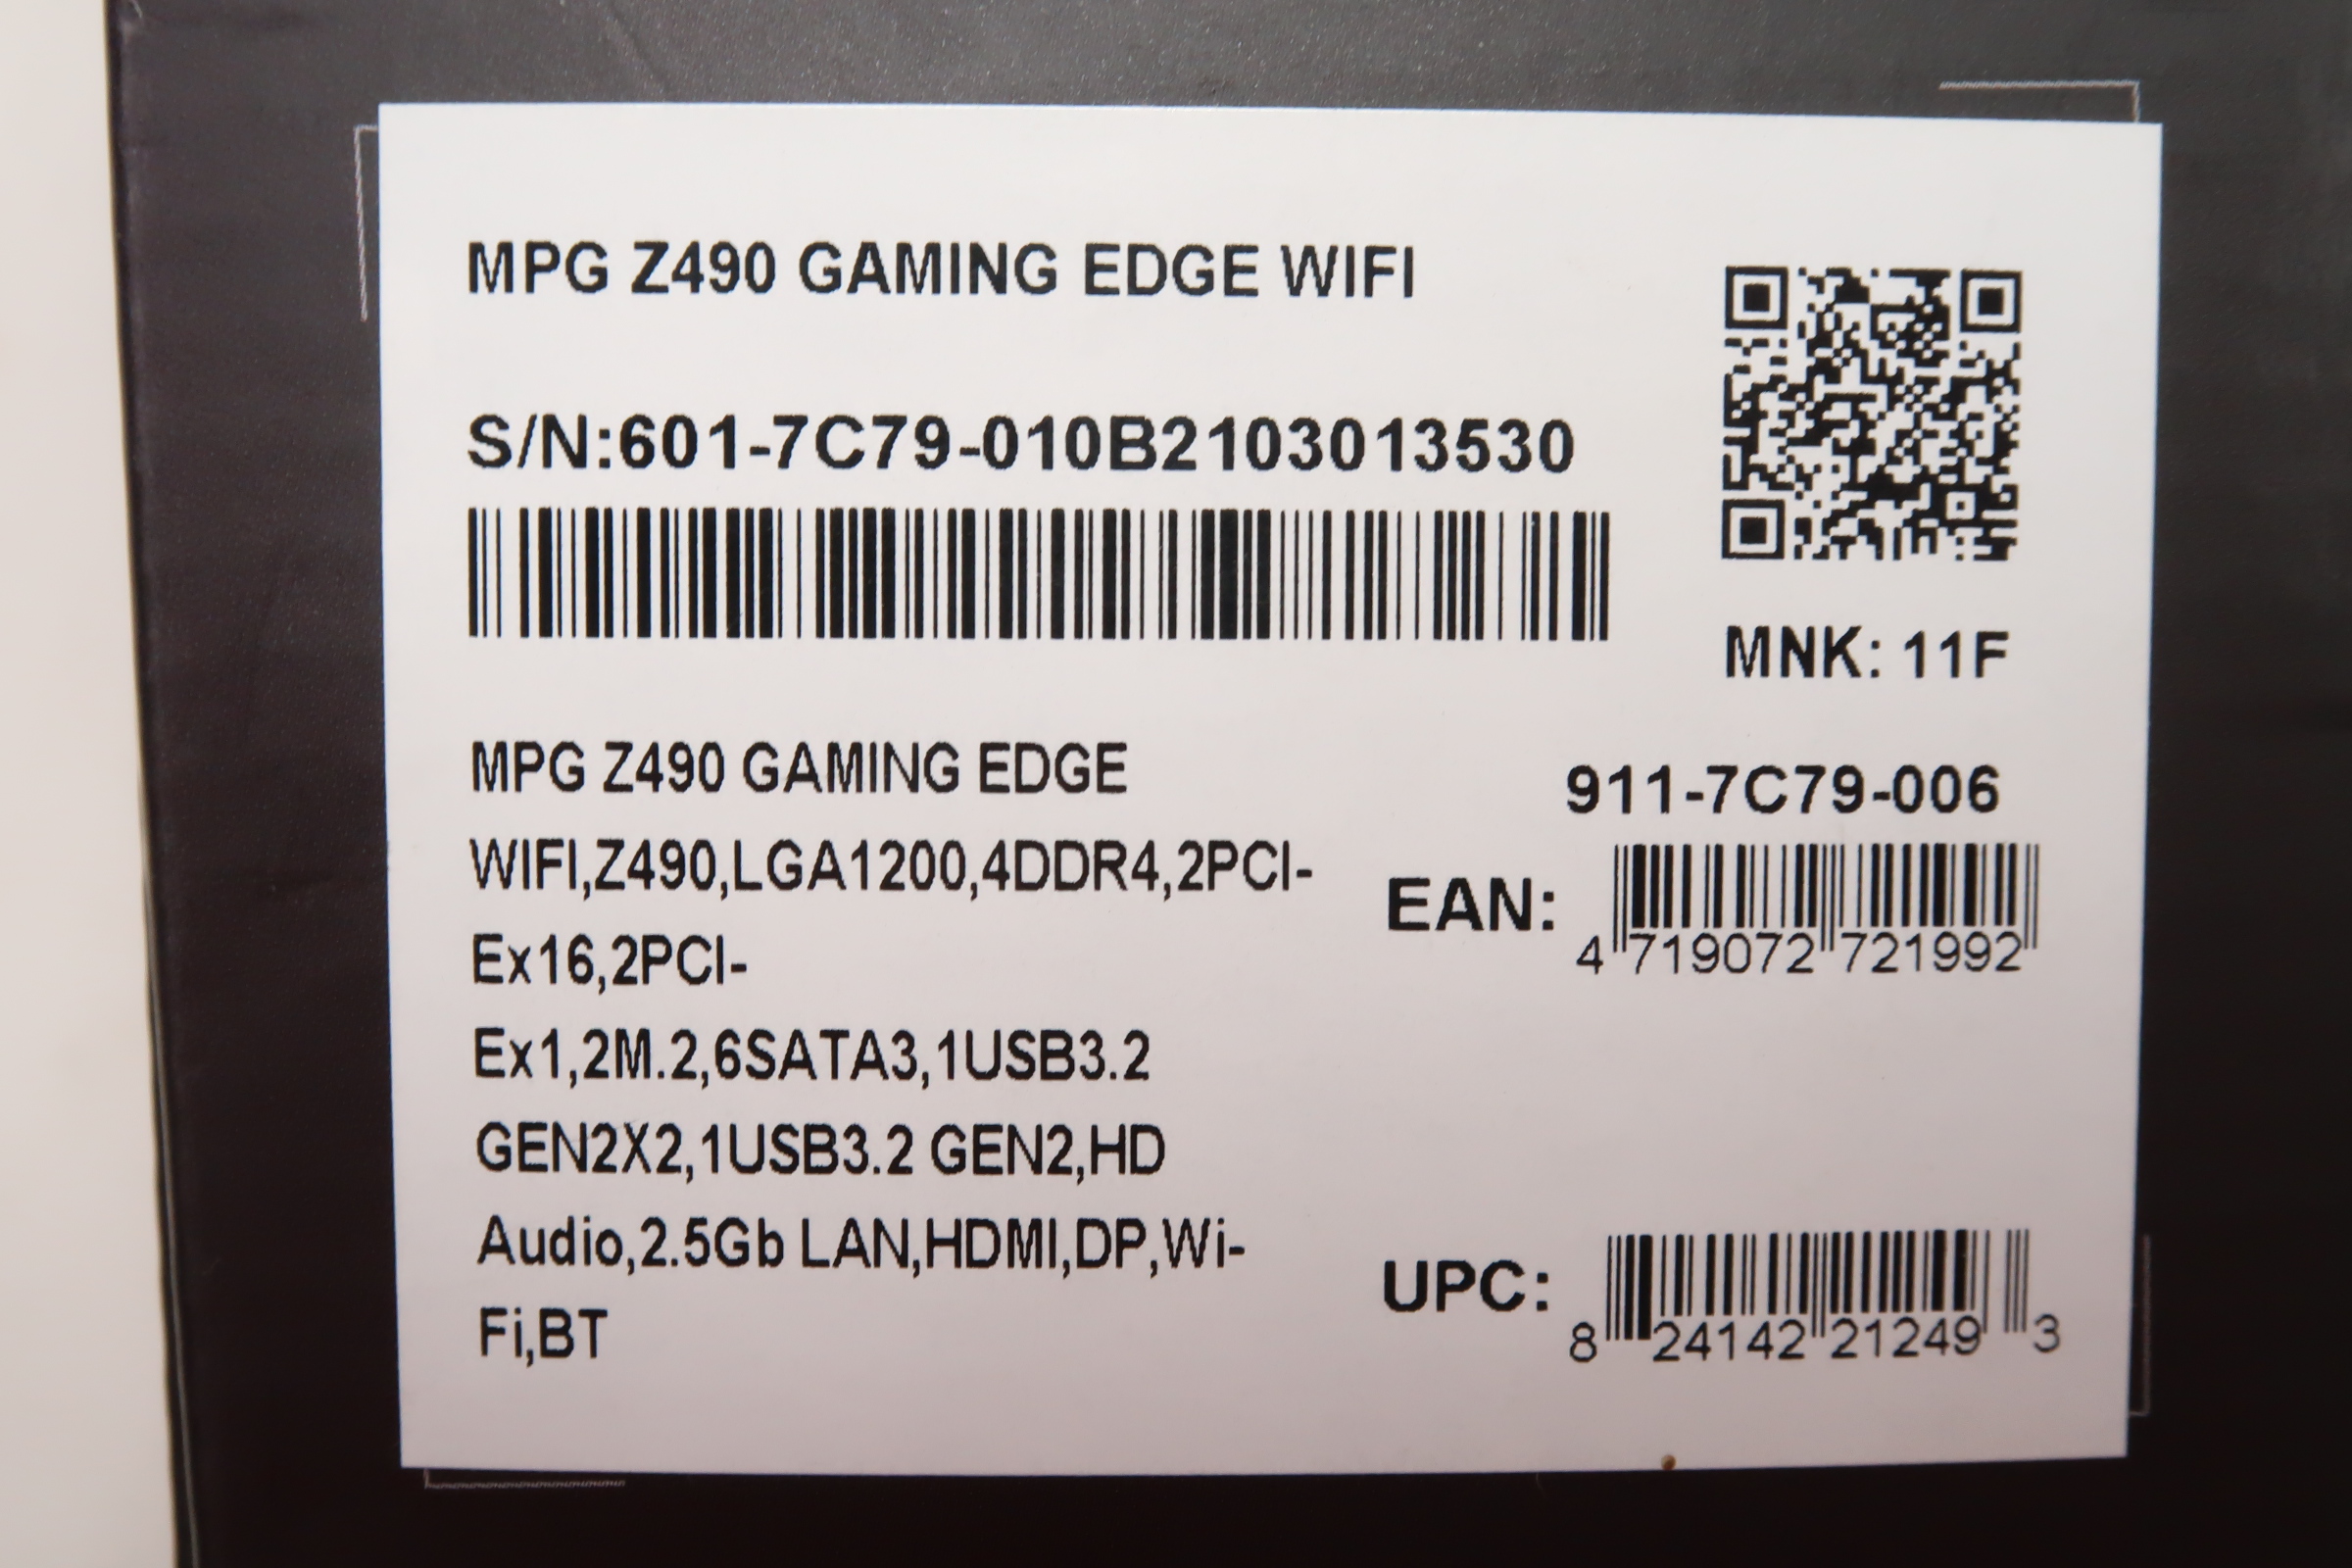 MPG Z490 GAMING EDGE WIFI
S/N:601-7C79-010B2103013530
MNK: 11F
MPG Z490 GAMING EDGE
WIFI,Z490,LGA1200,4DDR4,2PCI-
Ex16,2PCI-
Ex1,2M.2,6SATA3,1USB3.2
GEN2X2,1USB3.2 GEN2,HD
Audio,2.5Gb LAN,HDMI,DP,Wi-
Fi,BT
911-7C79-006
EAN:
4 719072 721992
UPC:
8 24142 21249 3